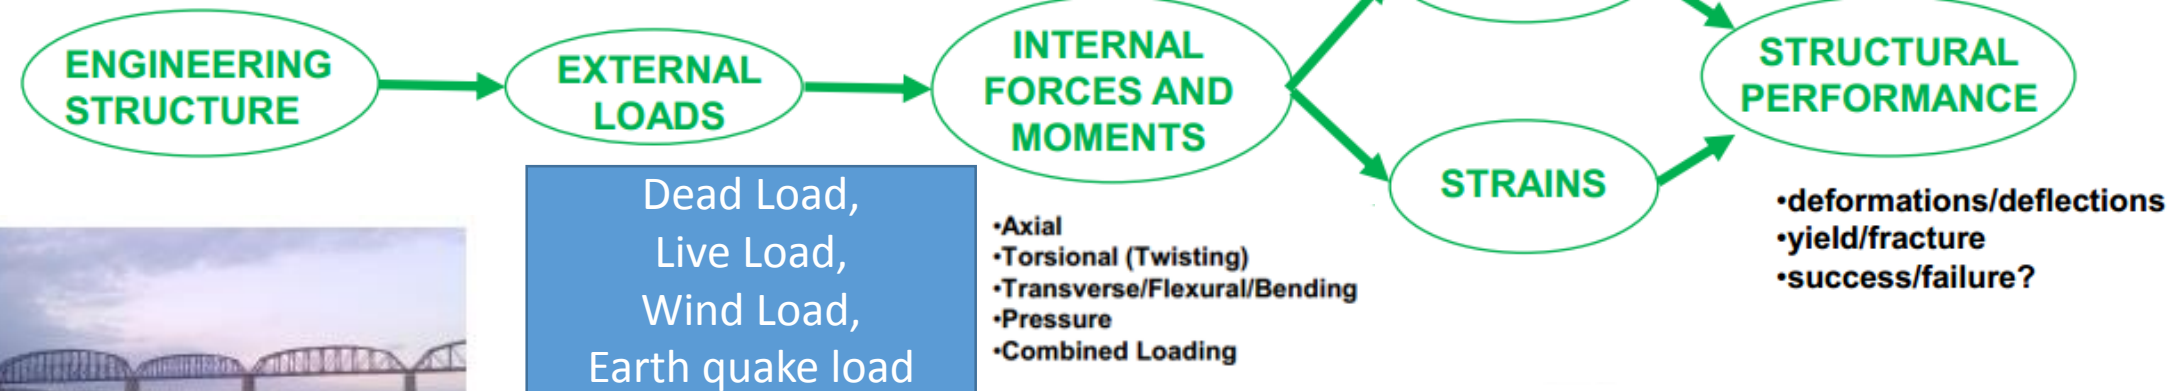 ENGINEERING
STRUCTURE
EXTERNAL
LOADS
INTERNAL
FORCES AND
MOMENTS
STRAINS
STRUCTURAL
PERFORMANCE
Dead Load,
Live Load,
Wind Load,
Earth quake load
•Axial
•Torsional (Twisting)
•Transverse/Flexural/Bending
•Pressure
•Combined Loading
•deformations/deflections
•yield/fracture
•success/failure?